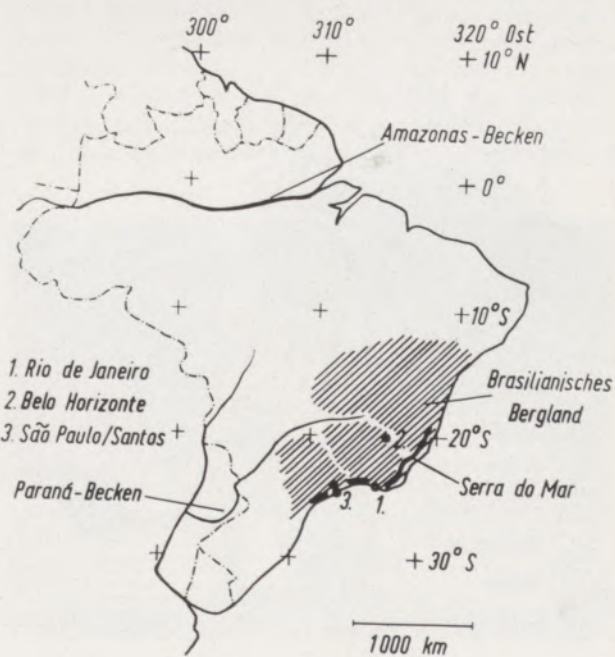 300° 310° 320° Ost
10° N
Amazonas-Becken
0°
10° S
1. Rio de Janeiro
2. Belo Horizonte
3. São Paulo/Santos
Brasilianisches
Bergland
2.
20° S
Serra do Mar
Paraná-Becken
3.
1.
30° S
1000 km